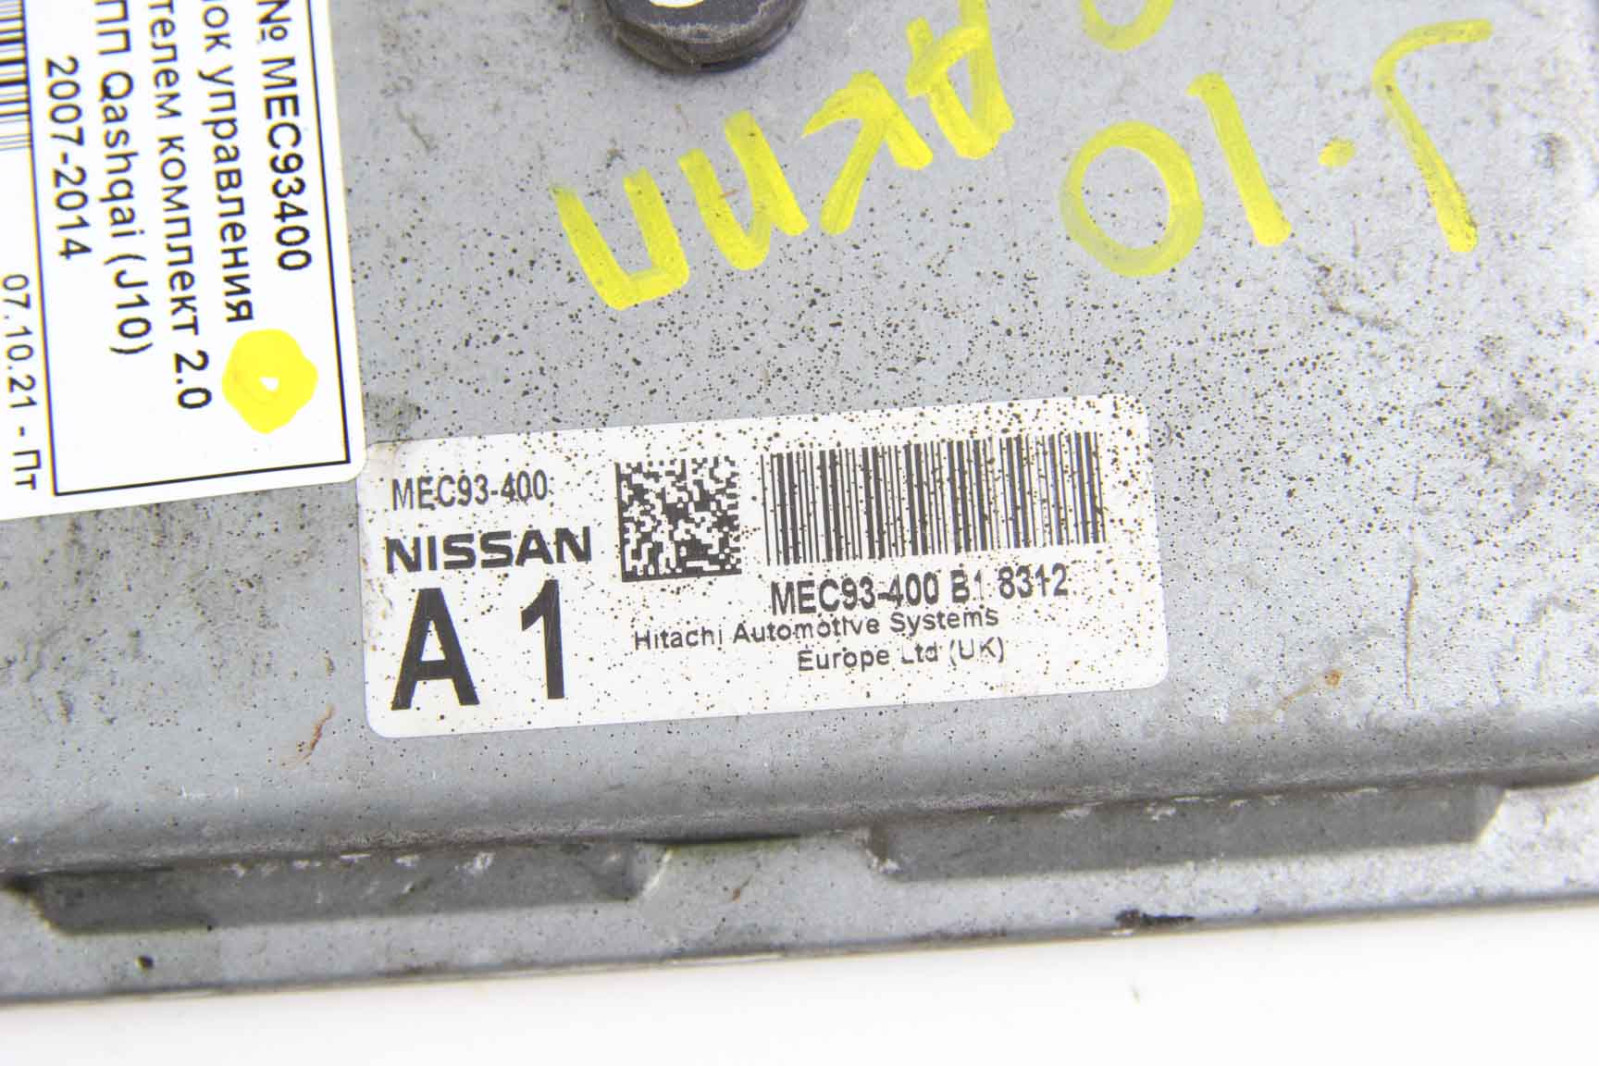 № MEC93400
ок управления
телем комплект 2.0
ПП Qashqai (J10)
2007-2014
07.10.21 - Пт
J.10
АКПП
MEC93-400
NISSAN
A 1
MEC93-400 B1 8312
Hitachi Automotive Systems
Europe Ltd (UK)